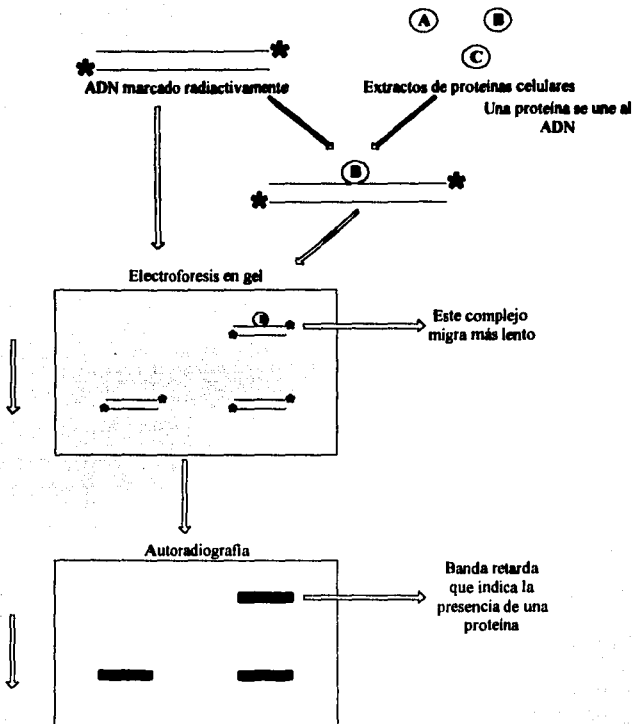 A B
C
ADN marcado radiactivamente
Extractos de proteínas celulares
Una proteína se une al
ADN
B
Electroforesis en gel
Este complejo
migra más lento
Autoradiografía
Banda retarda
que indica la
presencia de una
proteína